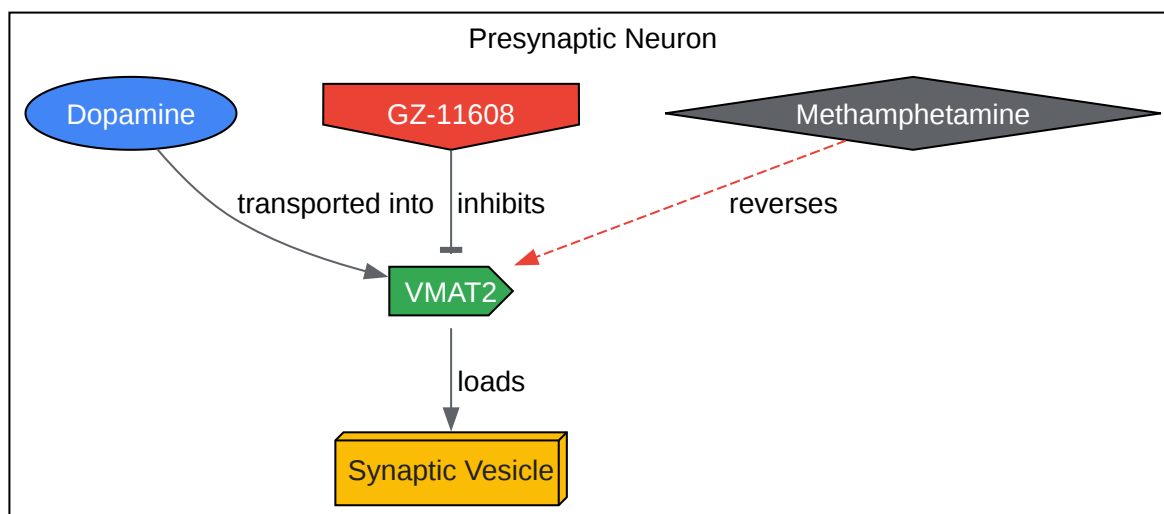 Presynaptic Neuron
Dopamine
GZ-11608
Methamphetamine
transported into
inhibits
reverses
VMAT2
loads
Synaptic Vesicle